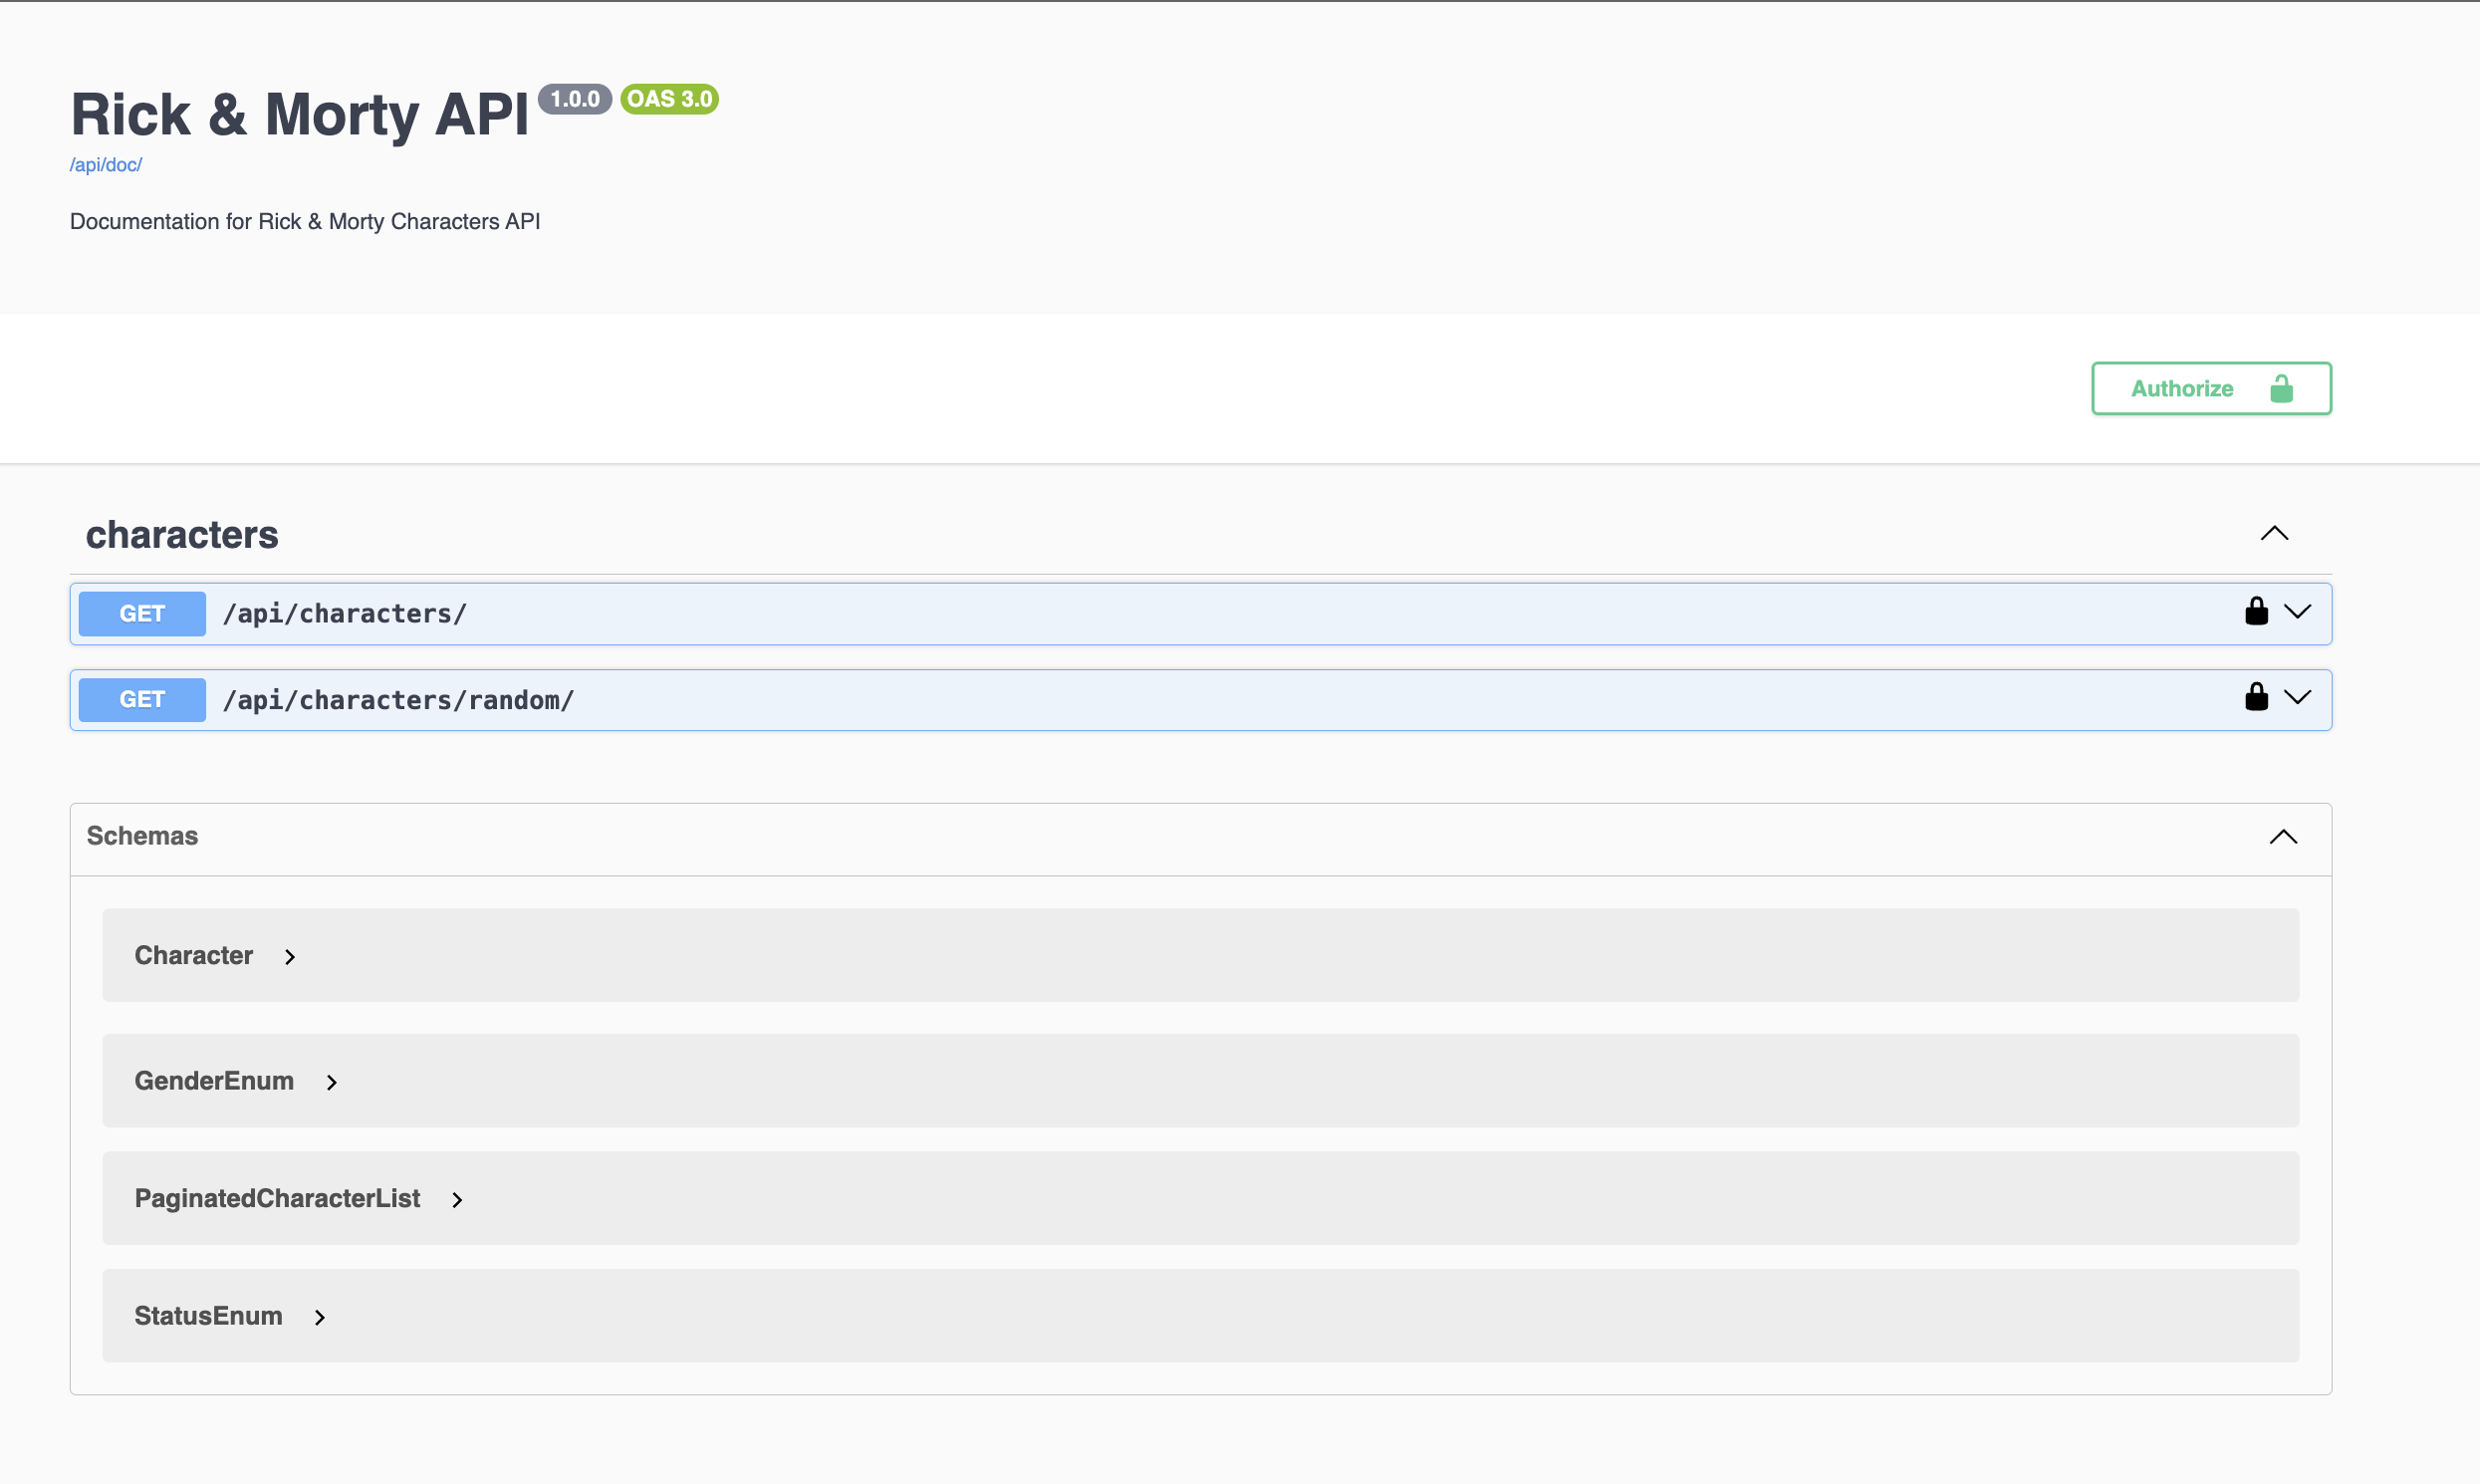 Rick & Morty API 1.0.0 OAS 3.0
/api/doc/
Documentation for Rick & Morty Characters API
Authorize
characters
GET /api/characters/
GET /api/characters/random/
Schemas
Character
GenderEnum
PaginatedCharacterList
StatusEnum